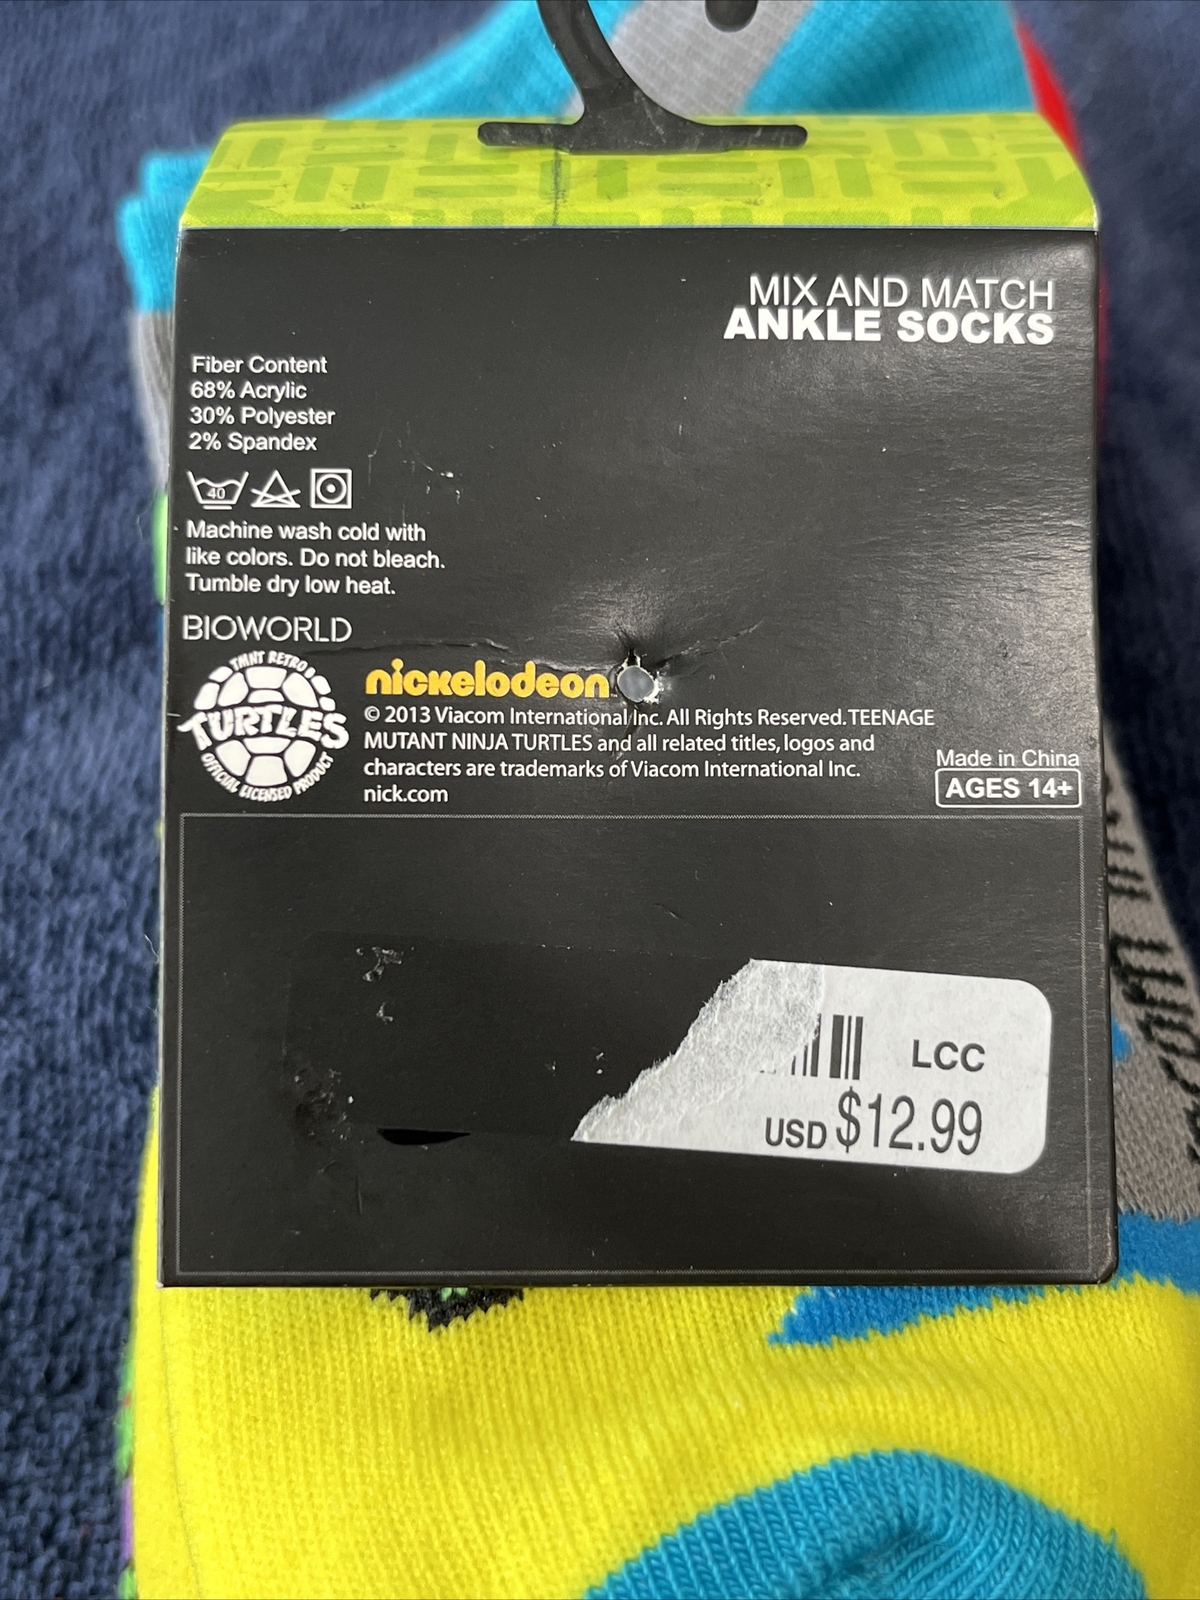 MIX AND MATCH
ANKLE SOCKS
Fiber Content
68% Acrylic
30% Polyester
2% Spandex
40
Machine wash cold with
like colors. Do not bleach.
Tumble dry low heat.
BIOWORLD
TMNT RETRO
TURTLES
OFFICIAL LICENSED PRODUCT
nickelodeon
© 2013 Viacom International Inc. All Rights Reserved. TEENAGE
MUTANT NINJA TURTLES and all related titles, logos and
characters are trademarks of Viacom International Inc.
nick.com
Made in China
AGES 14+
LCC
USD $12.99